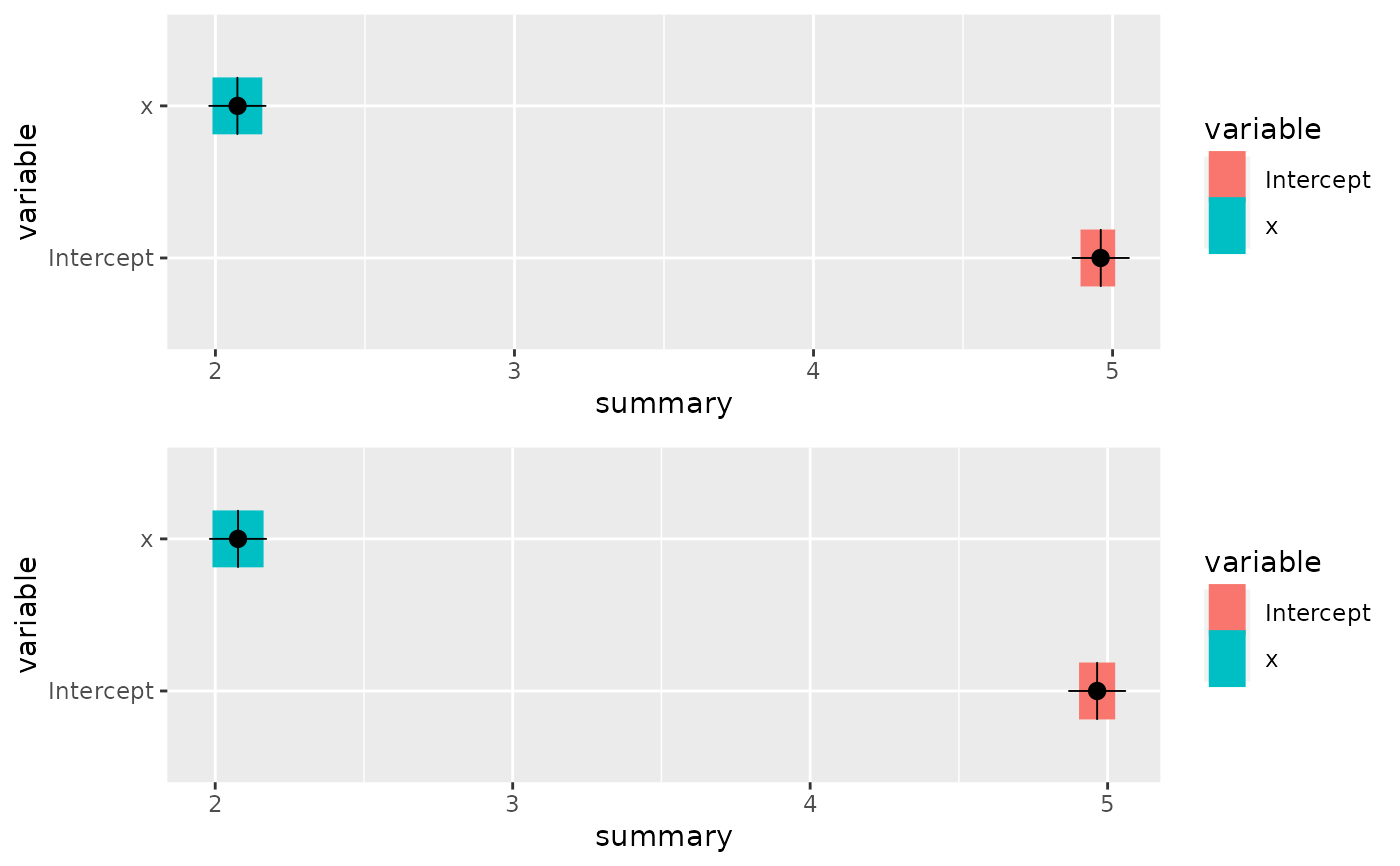 variable
x
Intercept
2 3 4 5
summary
variable
Intercept
x
variable
x
Intercept
2 3 4 5
summary
variable
Intercept
x